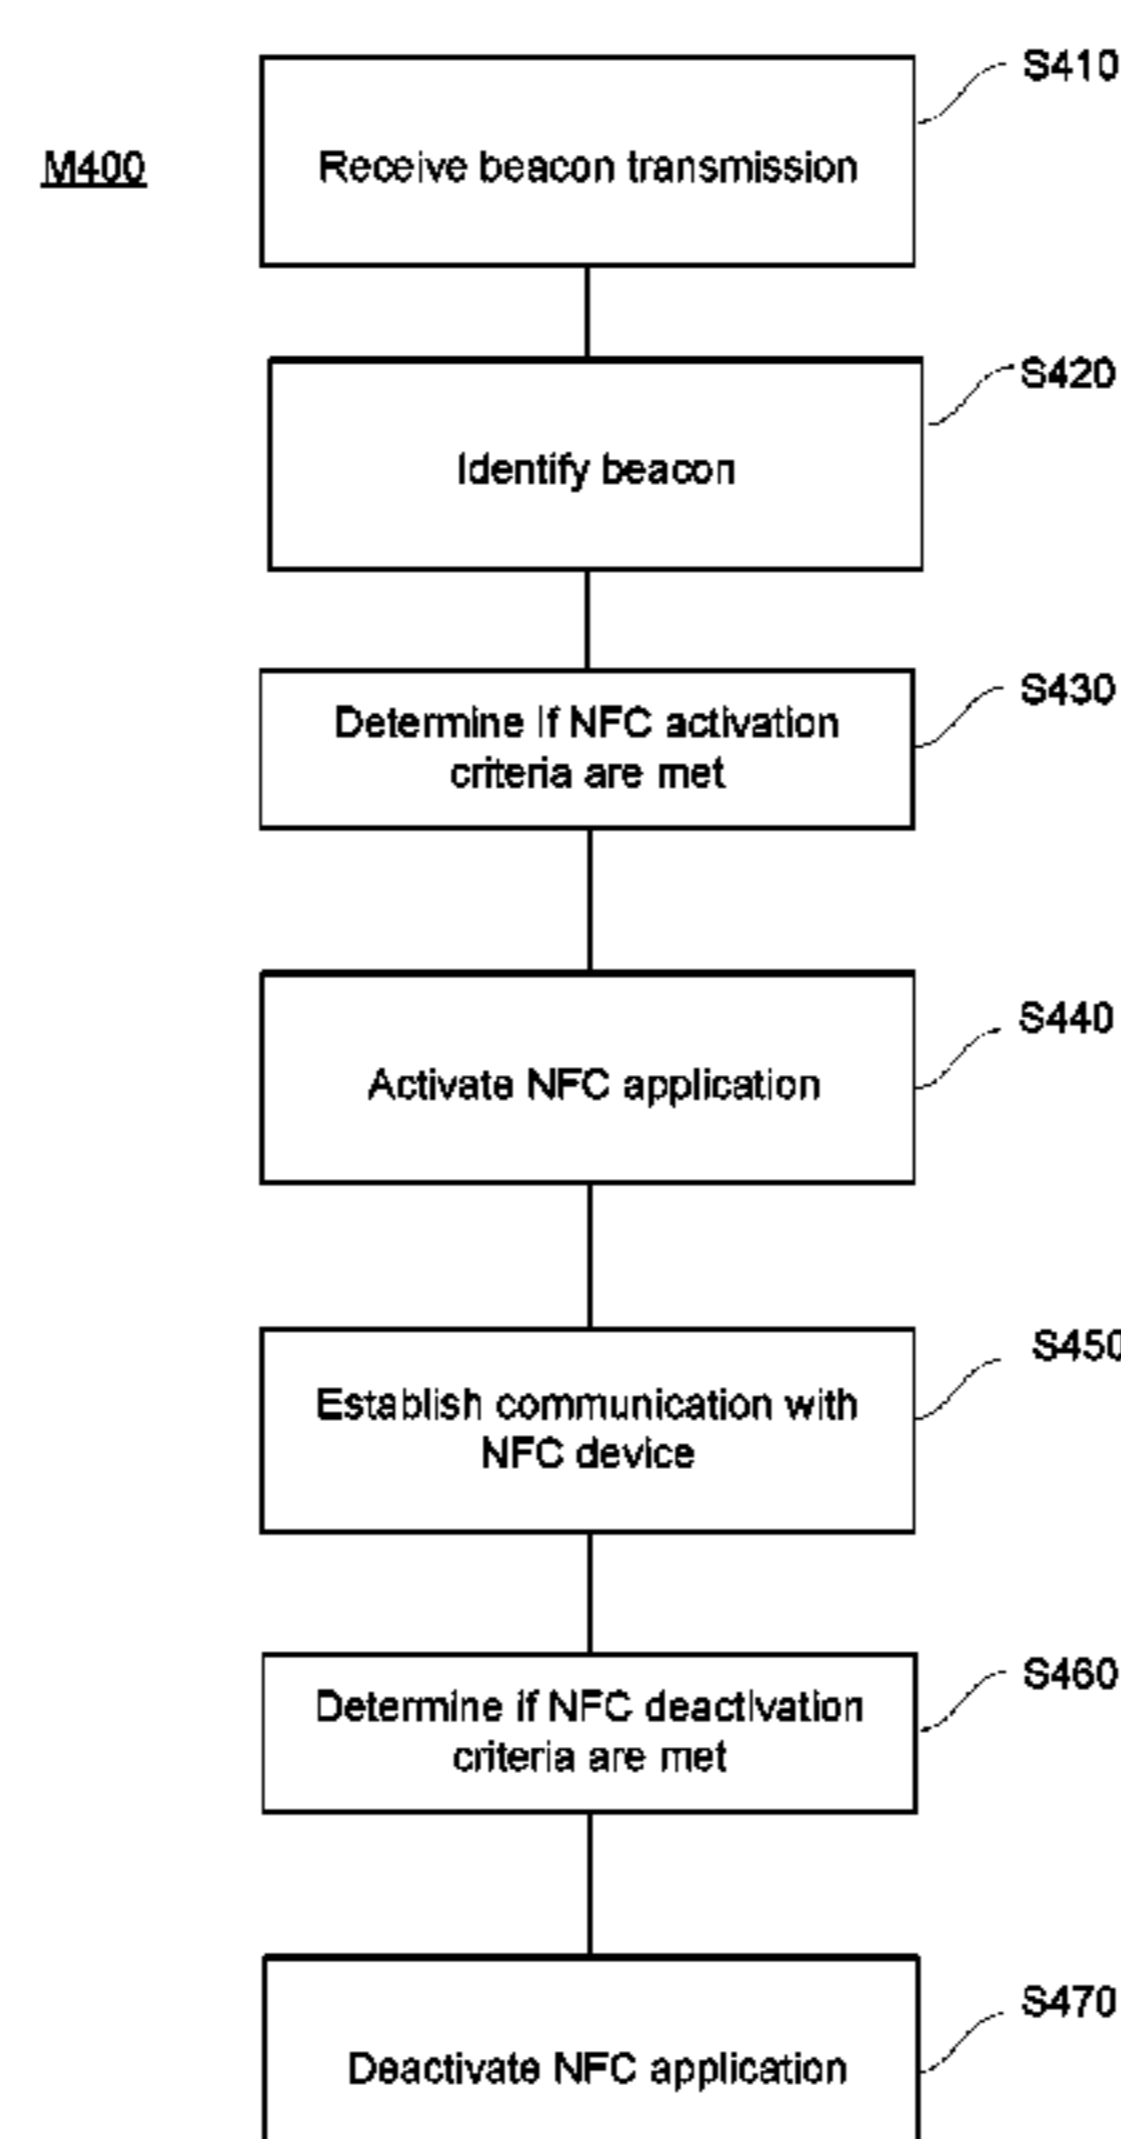 S410
M400
Receive beacon transmission
S420
Identify beacon
S430
Determine if NFC activation
criteria are met
S440
Activate NFC application
S450
Establish communication with
NFC device
S460
Determine if NFC deactivation
criteria are met
S470
Deactivate NFC application